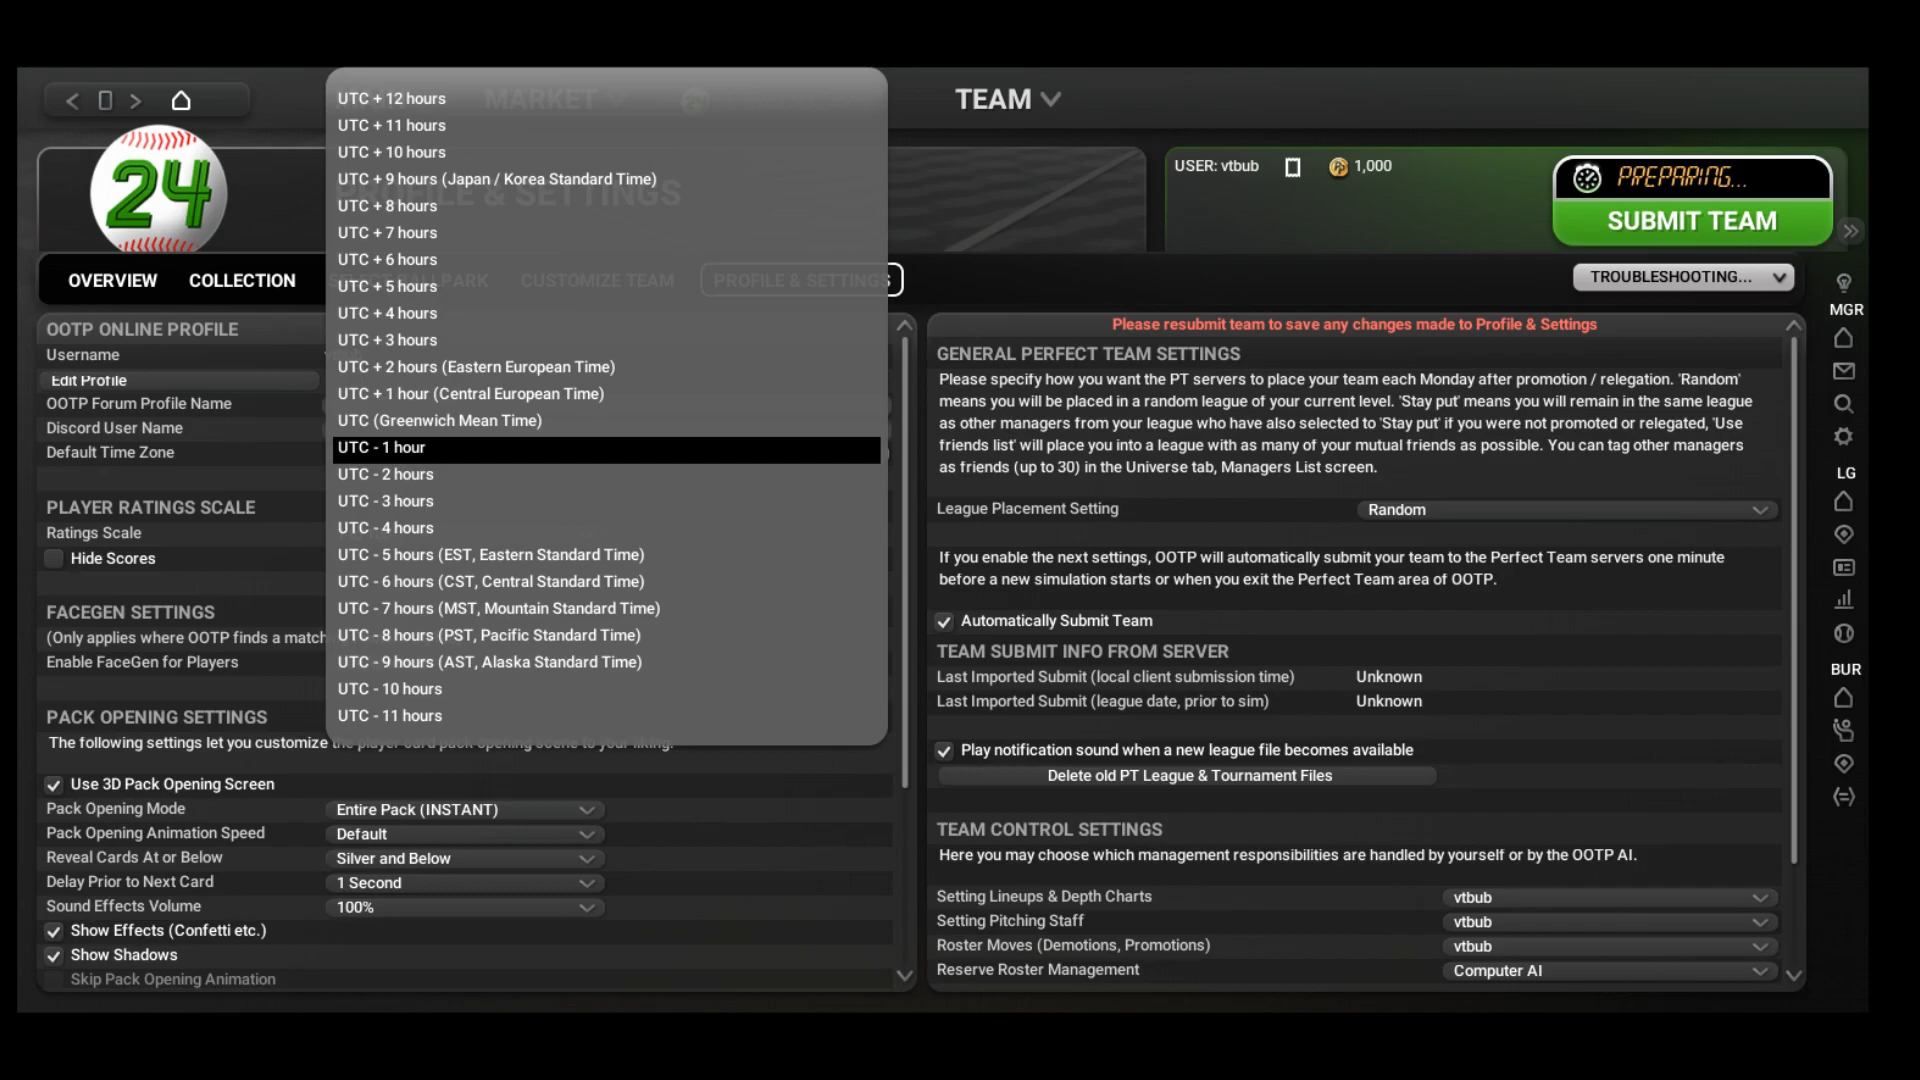 TEAM
MARKET
24
USER: vtbub
1,000
PREPARING...
SUBMIT TEAM
OVERVIEW
COLLECTION
SELECT BALLPARK
CUSTOMIZE TEAM
PROFILE & SETTINGS
TROUBLESHOOTING...
UTC + 12 hours
UTC + 11 hours
UTC + 10 hours
UTC + 9 hours (Japan / Korea Standard Time)
UTC + 8 hours
UTC + 7 hours
UTC + 6 hours
UTC + 5 hours
UTC + 4 hours
UTC + 3 hours
UTC + 2 hours (Eastern European Time)
UTC + 1 hour (Central European Time)
UTC (Greenwich Mean Time)
UTC - 1 hour
UTC - 2 hours
UTC - 3 hours
UTC - 4 hours
UTC - 5 hours (EST, Eastern Standard Time)
UTC - 6 hours (CST, Central Standard Time)
UTC - 7 hours (MST, Mountain Standard Time)
UTC - 8 hours (PST, Pacific Standard Time)
UTC - 9 hours (AST, Alaska Standard Time)
UTC - 10 hours
UTC - 11 hours
OOTP ONLINE PROFILE
Username
Edit Profile
OOTP Forum Profile Name
Discord User Name
Default Time Zone
PLAYER RATINGS SCALE
Ratings Scale
Hide Scores
FACEGEN SETTINGS
(Only applies where OOTP finds a match
Enable FaceGen for Players
PACK OPENING SETTINGS
The following settings let you customize the player card pack opening scene to your liking.
Use 3D Pack Opening Screen
Pack Opening Mode
Entire Pack (INSTANT)
Pack Opening Animation Speed
Default
Reveal Cards At or Below
Silver and Below
Delay Prior to Next Card
1 Second
Sound Effects Volume
100%
Show Effects (Confetti etc.)
Show Shadows
Skip Pack Opening Animation
Please resubmit team to save any changes made to Profile & Settings
GENERAL PERFECT TEAM SETTINGS
Please specify how you want the PT servers to place your team each Monday after promotion / relegation. 'Random'
means you will be placed in a random league of your current level. 'Stay put' means you will remain in the same league
as other managers from your league who have also selected to 'Stay put' if you were not promoted or relegated, 'Use
friends list' will place you into a league with as many of your mutual friends as possible. You can tag other managers
as friends (up to 30) in the Universe tab, Managers List screen.
League Placement Setting
Random
If you enable the next settings, OOTP will automatically submit your team to the Perfect Team servers one minute
before a new simulation starts or when you exit the Perfect Team area of OOTP.
Automatically Submit Team
TEAM SUBMIT INFO FROM SERVER
Last Imported Submit (local client submission time)
Unknown
Last Imported Submit (league date, prior to sim)
Unknown
Play notification sound when a new league file becomes available
Delete old PT League & Tournament Files
TEAM CONTROL SETTINGS
Here you may choose which management responsibilities are handled by yourself or by the OOTP AI.
Setting Lineups & Depth Charts
vtbub
Setting Pitching Staff
vtbub
Roster Moves (Demotions, Promotions)
vtbub
Reserve Roster Management
Computer AI
MGR
LG
BUR